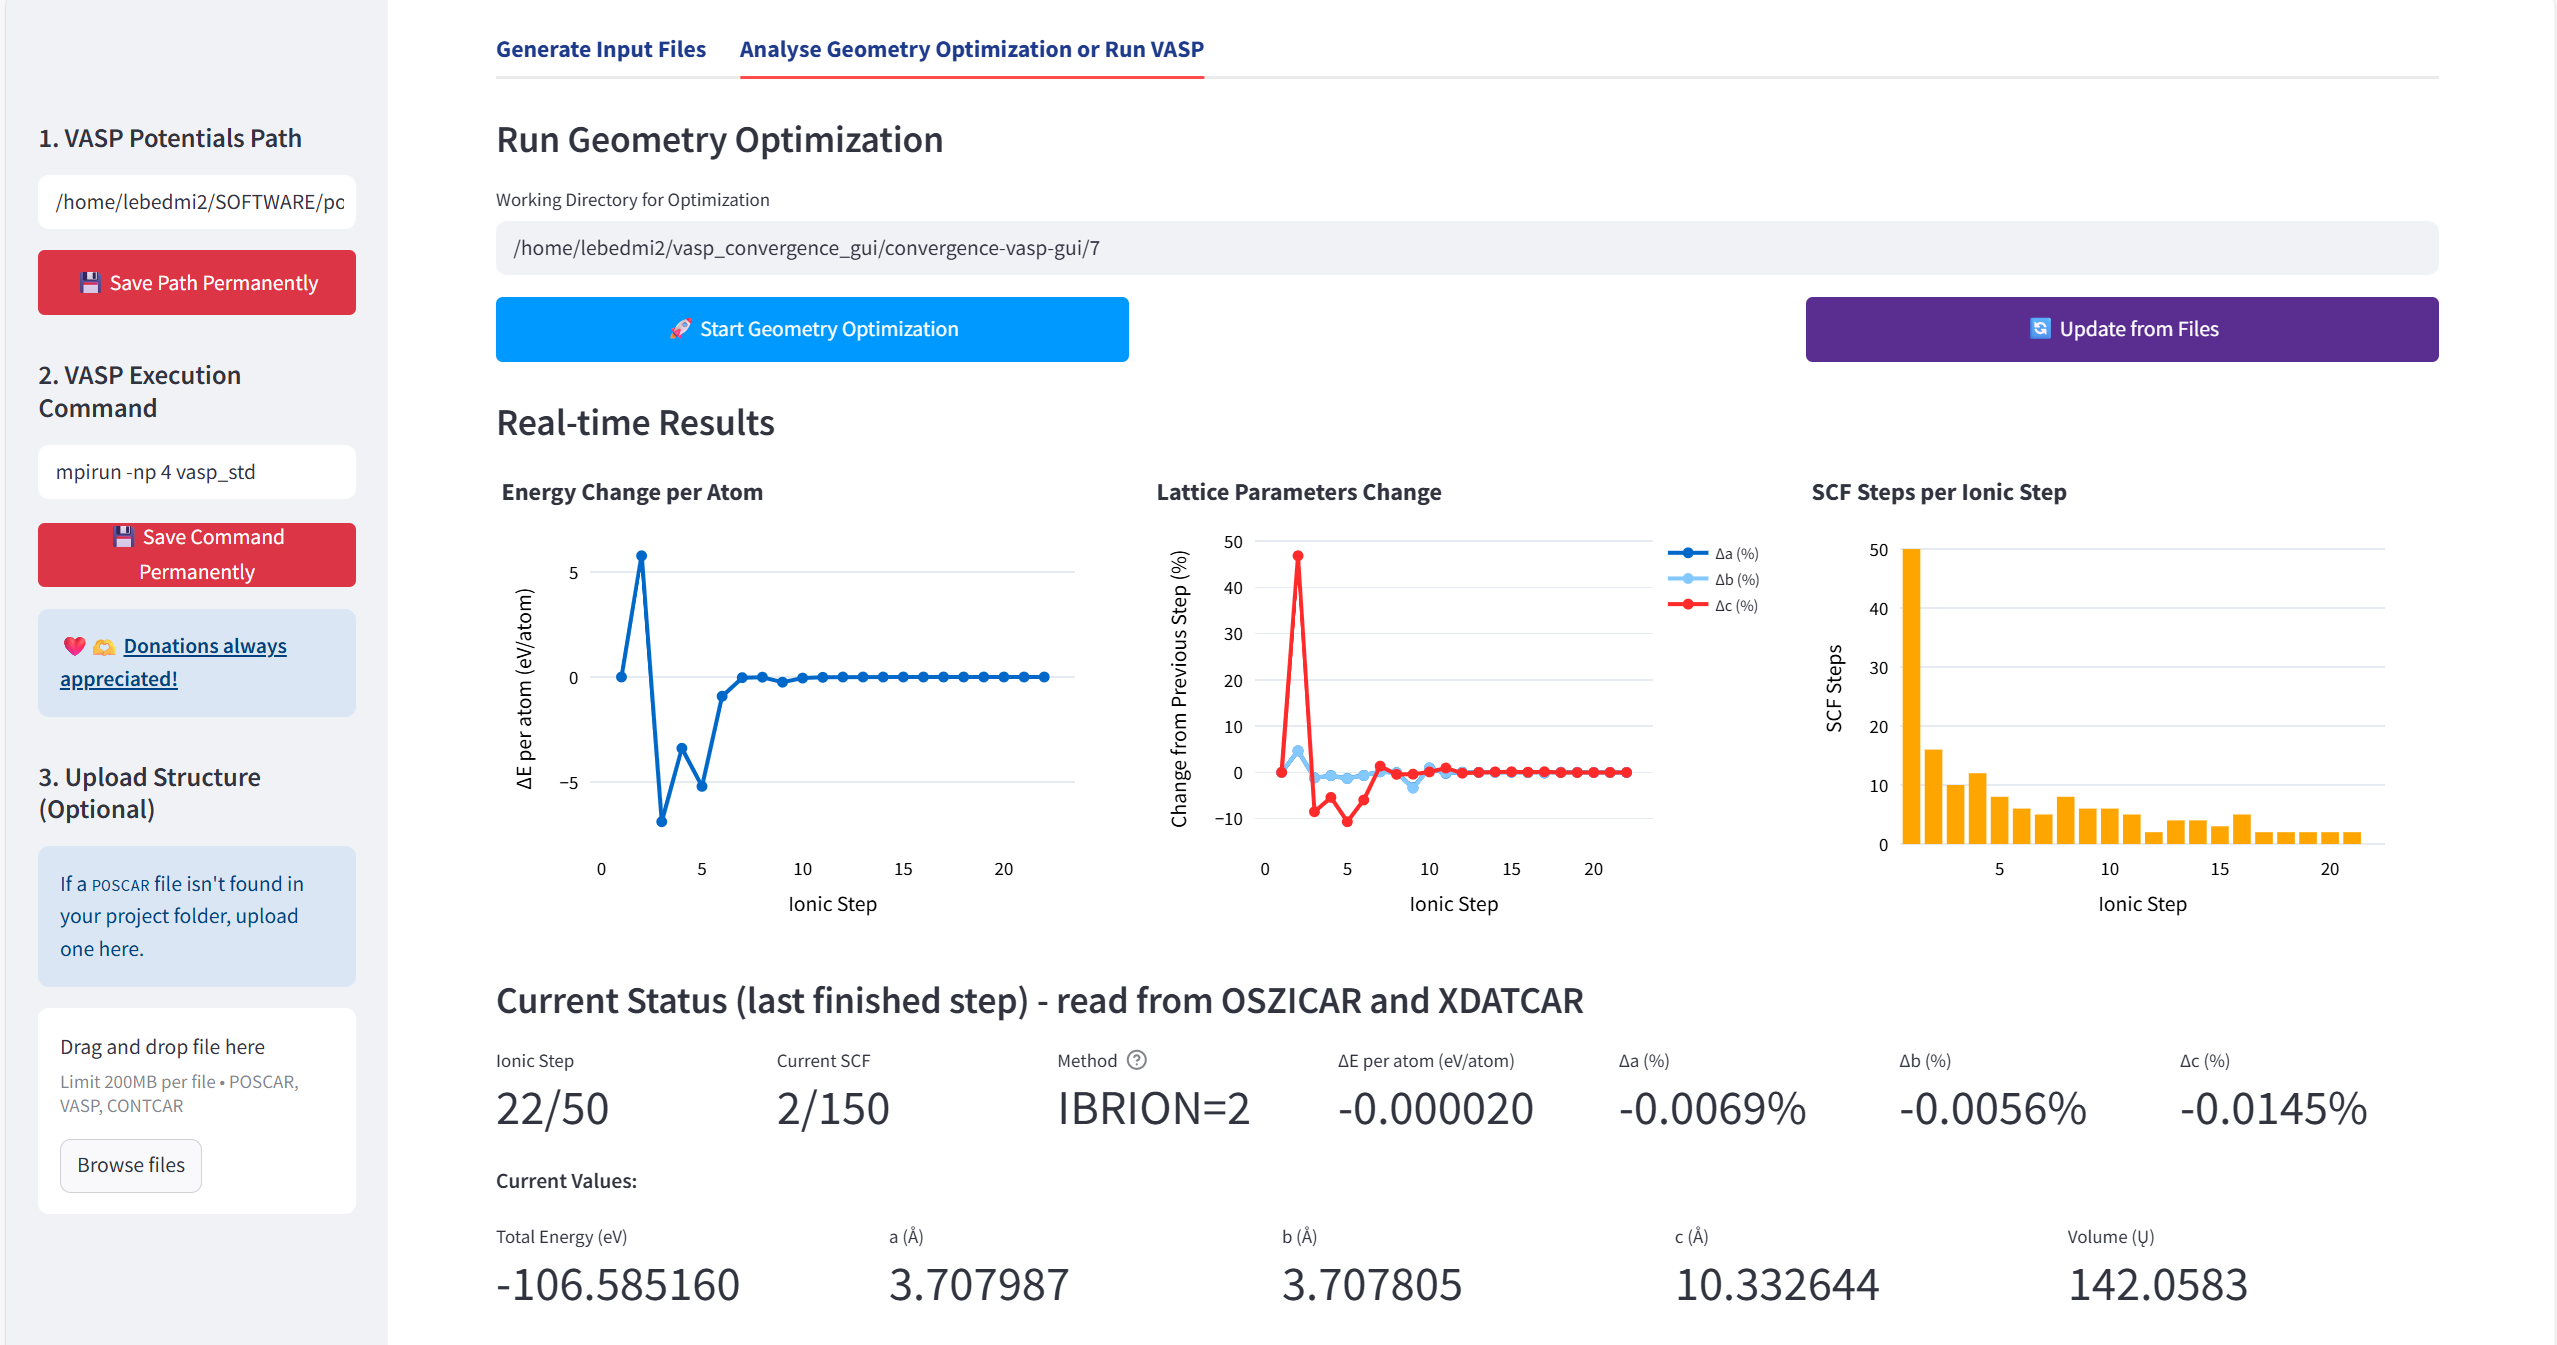 1. VASP Potentials Path
/home/lebedmi2/SOFTWARE/po
💾 Save Path Permanently
2. VASP Execution
Command
mpirun -np 4 vasp_std
💾 Save Command
Permanently
Donations always
appreciated!
3. Upload Structure
(Optional)
If a POSCAR file isn't found in
your project folder, upload
one here.
Drag and drop file here
Limit 200MB per file • POSCAR,
VASP, CONTCAR
Browse files
Generate Input Files
Analyse Geometry Optimization or Run VASP
Run Geometry Optimization
Working Directory for Optimization
/home/lebedmi2/vasp_convergence_gui/convergence-vasp-gui/7
🚀 Start Geometry Optimization
🔄 Update from Files
Real-time Results
Energy Change per Atom
ΔE per atom (eV/atom)
5
0
−5
0 5 10 15 20
Ionic Step
Lattice Parameters Change
Change from Previous Step (%)
50
40
30
20
10
0
−10
0 5 10 15 20
Ionic Step
Δa (%)
Δb (%)
Δc (%)
SCF Steps per Ionic Step
SCF Steps
50
40
30
20
10
0
5 10 15 20
Ionic Step
Current Status (last finished step) - read from OSZICAR and XDATCAR
Ionic Step
22/50
Current SCF
2/150
Method
IBRION=2
ΔE per atom (eV/atom)
-0.000020
Δa (%)
-0.0069%
Δb (%)
-0.0056%
Δc (%)
-0.0145%
Current Values:
Total Energy (eV)
-106.585160
a (Å)
3.707987
b (Å)
3.707805
c (Å)
10.332644
Volume (Ų)
142.0583